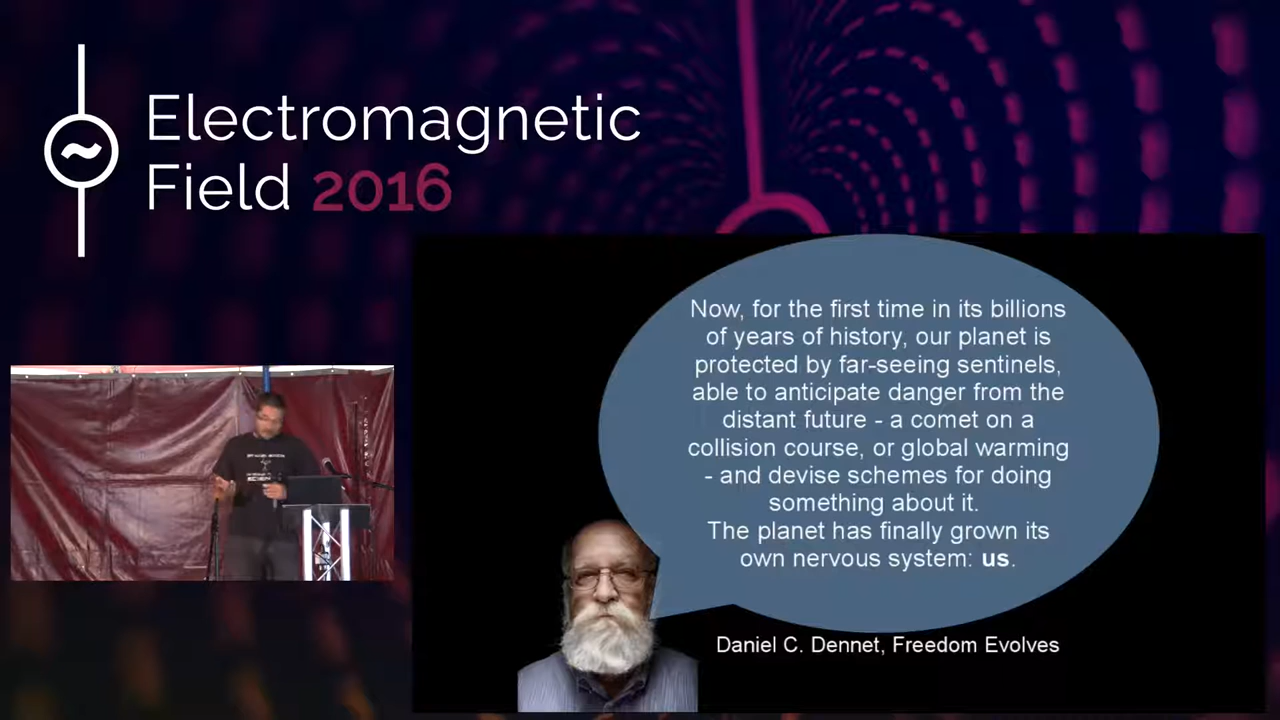 Electromagnetic
Field 2016
Now, for the first time in its billions
of years of history, our planet is
protected by far-seeing sentinels,
able to anticipate danger from the
distant future - a comet on a
collision course, or global warming
- and devise schemes for doing
something about it.
The planet has finally grown its
own nervous system: us.
Daniel C. Dennet, Freedom Evolves